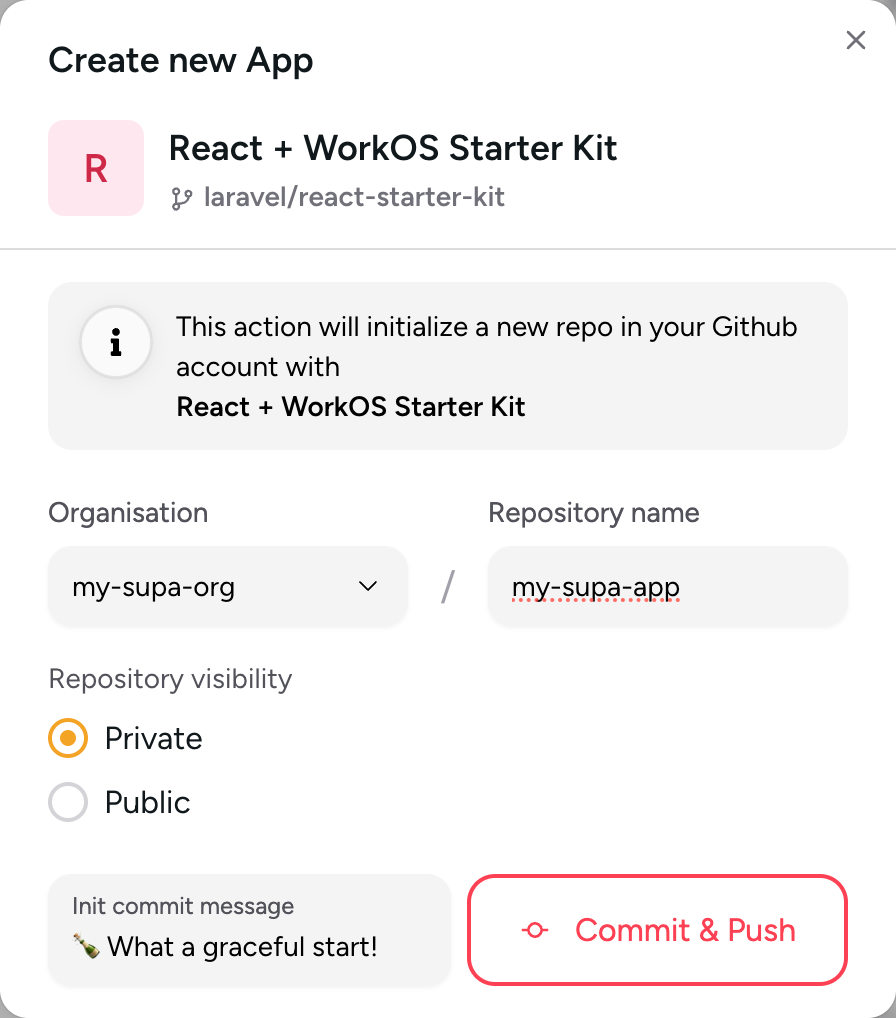 Create new App
R
React + WorkOS Starter Kit
laravel/react-starter-kit
i
This action will initialize a new repo in your Github
account with
React + WorkOS Starter Kit
Organisation
Repository name
my-supa-org / my-supa-app
Repository visibility
Private
Public
Init commit message
🍾 What a graceful start!
Commit & Push